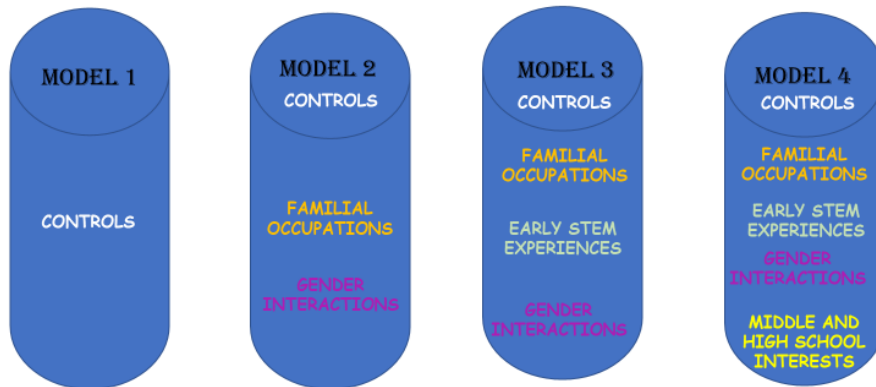 MODEL 1
CONTROLS
MODEL 2
CONTROLS
FAMILIAL
OCCUPATIONS
GENDER
INTERACTIONS
MODEL 3
CONTROLS
FAMILIAL
OCCUPATIONS
EARLY STEM
EXPERIENCES
GENDER
INTERACTIONS
MODEL 4
CONTROLS
FAMILIAL
OCCUPATIONS
EARLY STEM
EXPERIENCES
GENDER
INTERACTIONS
MIDDLE AND
HIGH SCHOOL
INTERESTS